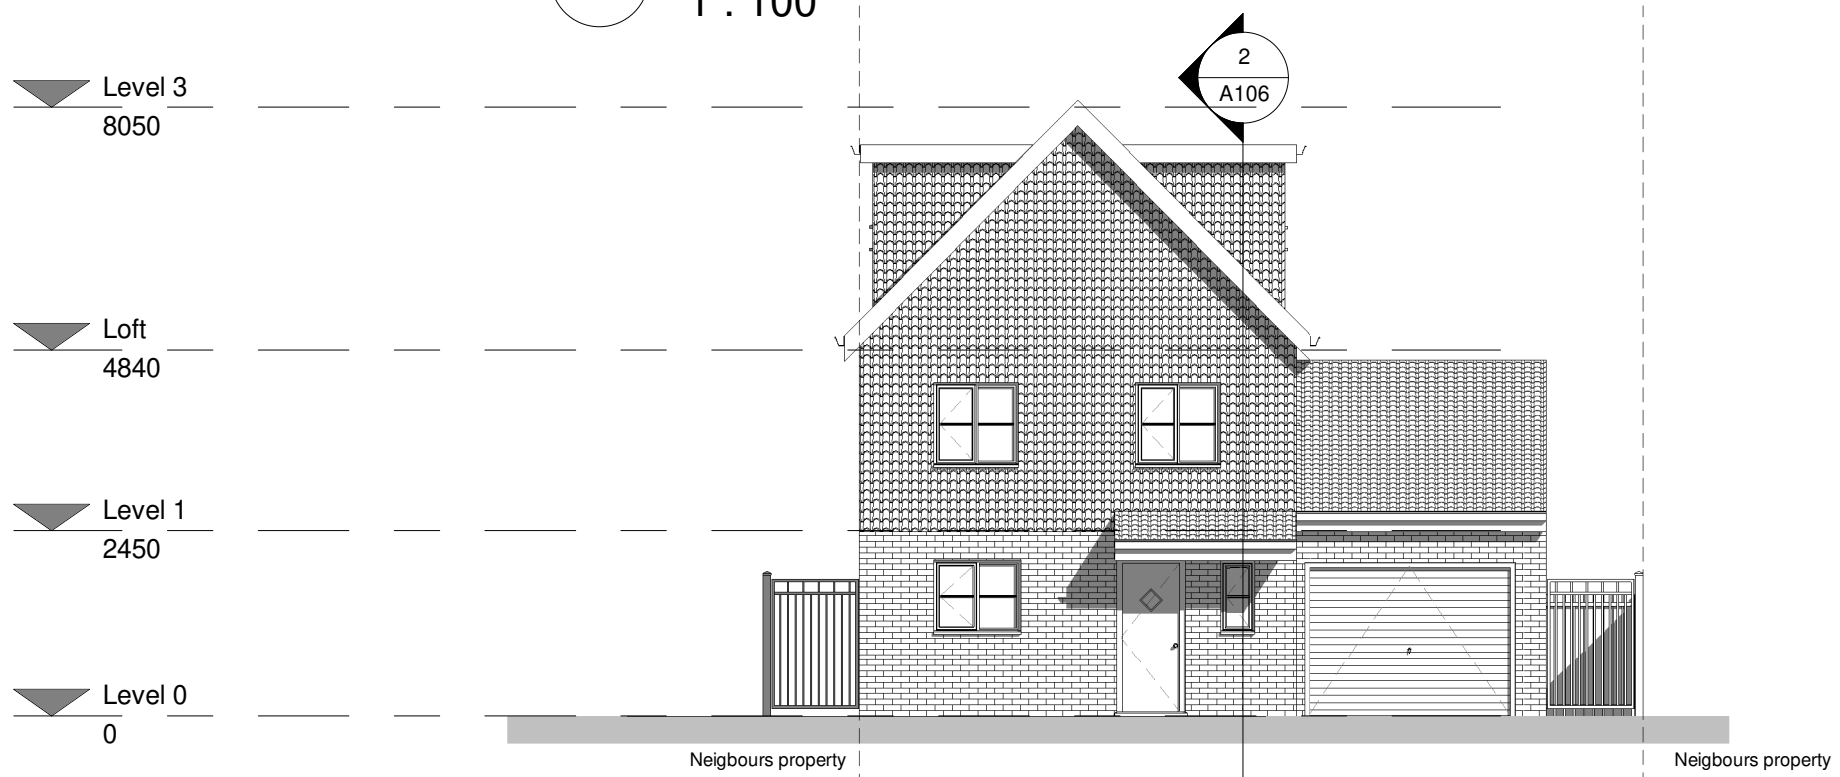 1 : 100
2
A106
Level 3
8050
Loft
4840
Level 1
2450
Level 0
0
Neigbours property
Neigbours property